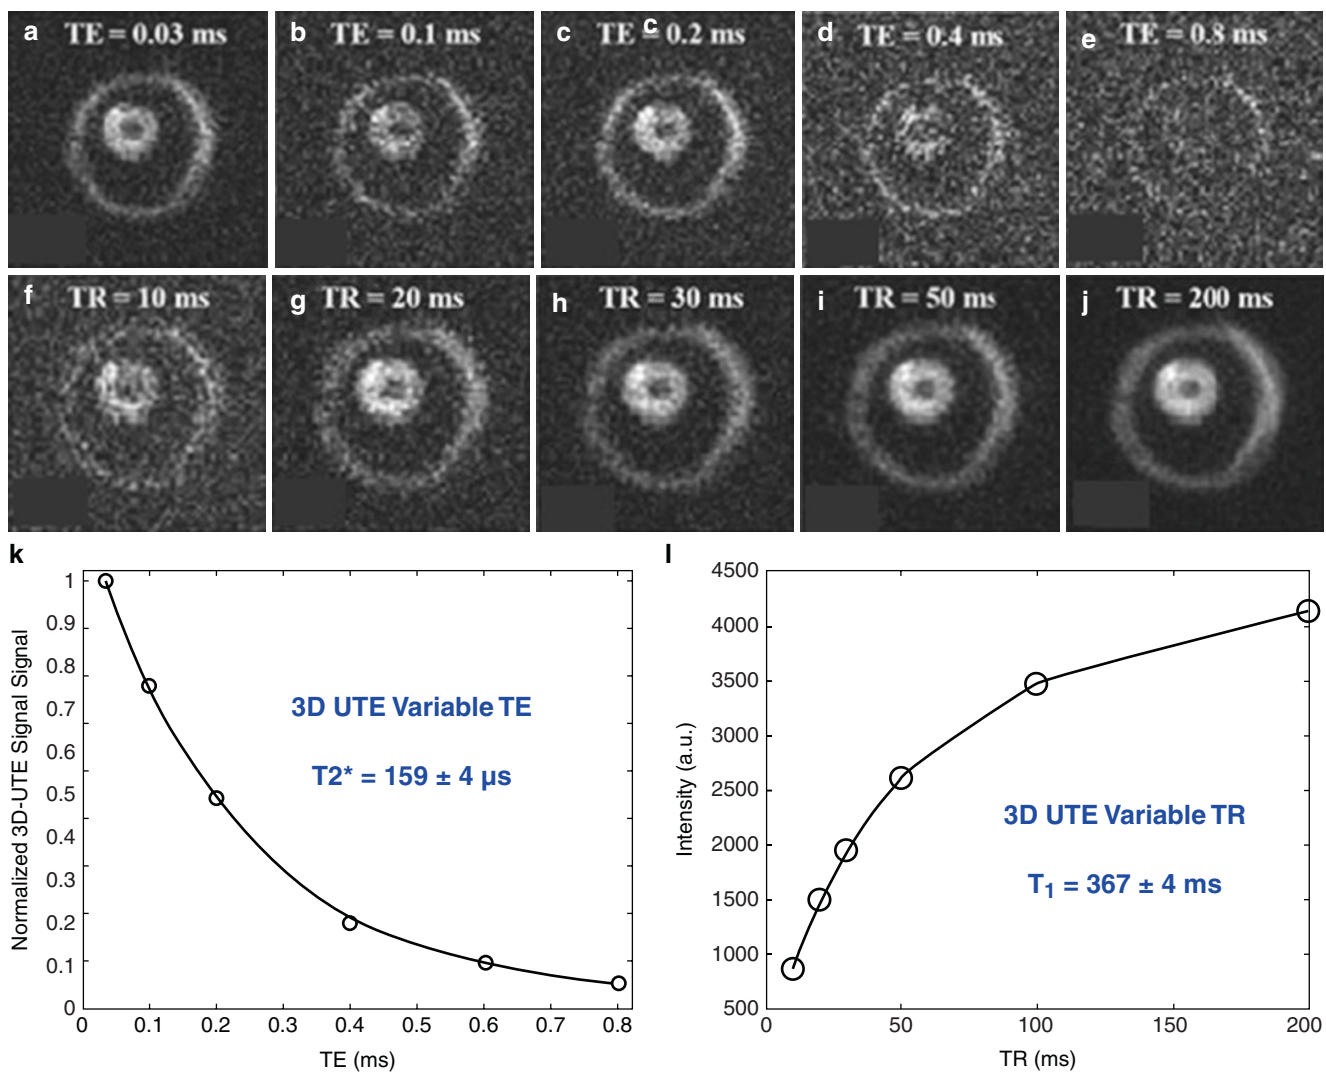 a TE = 0.03 ms
b TE = 0.1 ms
c TE c 0.2 ms
d TE = 0.4 ms
e TE = 0.8 ms
f TR = 10 ms
g TR = 20 ms
h TR = 30 ms
i TR = 50 ms
j TR = 200 ms
k
1
0.9
0.8
0.7
0.6
0.5
0.4
0.3
0.2
0.1
0
Normalized 3D-UTE Signal Signal
3D UTE Variable TE
T2* = 159 ± 4 µs
0 0.1 0.2 0.3 0.4 0.5 0.6 0.7 0.8
TE (ms)
l
4500
4000
3500
3000
2500
2000
1500
1000
500
Intensity (a.u.)
3D UTE Variable TR
T1 = 367 ± 4 ms
0 50 100 150 200
TR (ms)